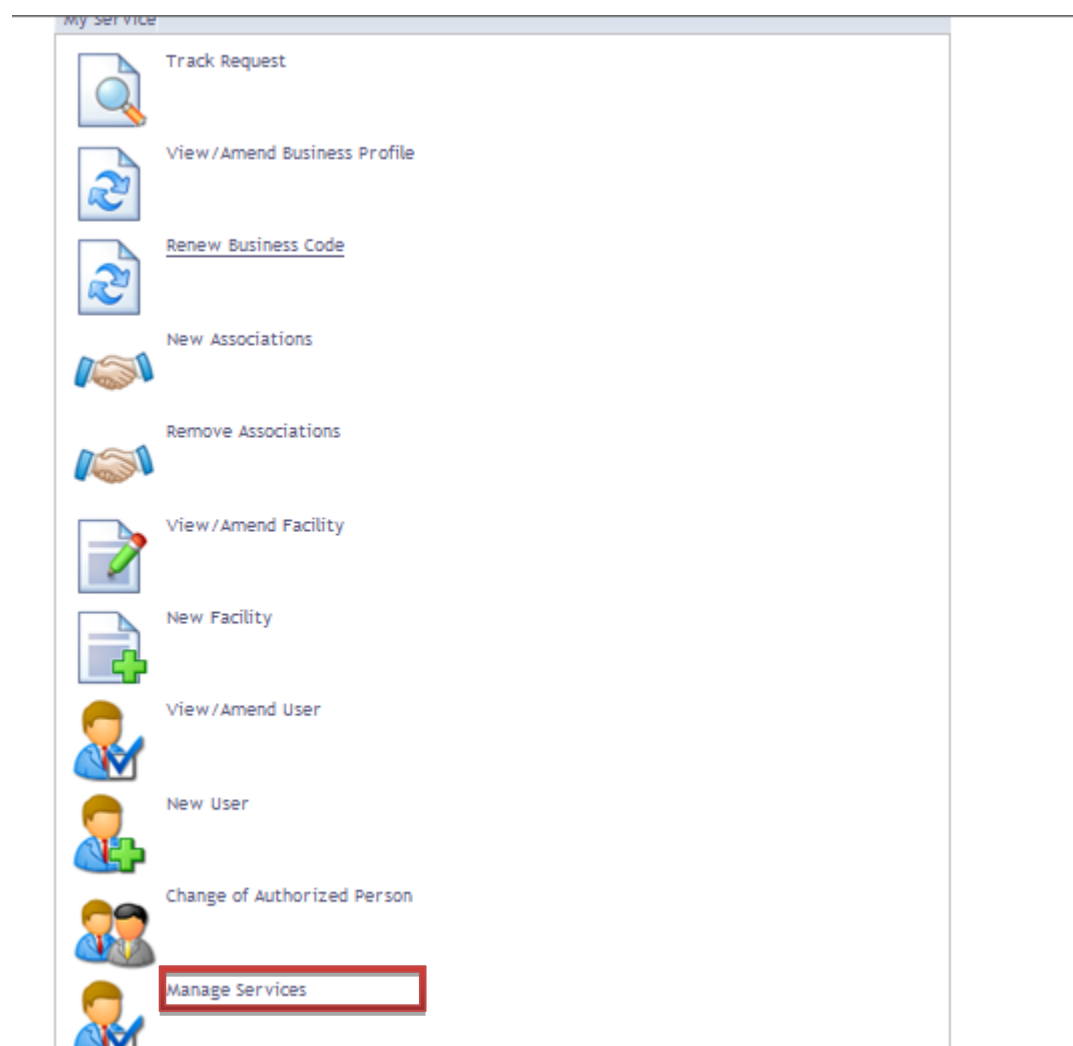 My Service
Track Request
View/Amend Business Profile
Renew Business Code
New Associations
Remove Associations
View/Amend Facility
New Facility
View/Amend User
New User
Change of Authorized Person
Manage Services